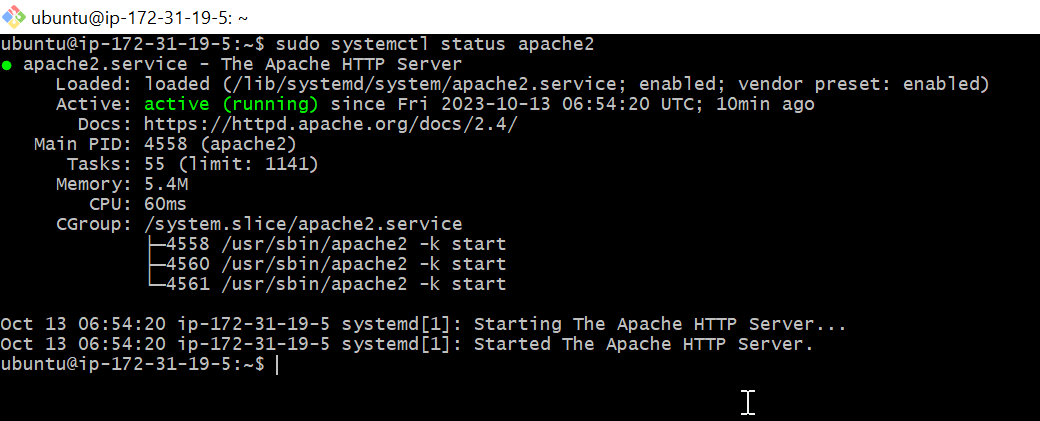 ubuntu@ip-172-31-19-5: ~
ubuntu@ip-172-31-19-5:~$ sudo systemctl status apache2
● apache2.service - The Apache HTTP Server
     Loaded: loaded (/lib/systemd/system/apache2.service; enabled; vendor preset: enabled)
     Active: active (running) since Fri 2023-10-13 06:54:20 UTC; 10min ago
       Docs: https://httpd.apache.org/docs/2.4/
   Main PID: 4558 (apache2)
      Tasks: 55 (limit: 1141)
     Memory: 5.4M
        CPU: 60ms
     CGroup: /system.slice/apache2.service
             ├─4558 /usr/sbin/apache2 -k start
             ├─4560 /usr/sbin/apache2 -k start
             └─4561 /usr/sbin/apache2 -k start
Oct 13 06:54:20 ip-172-31-19-5 systemd[1]: Starting The Apache HTTP Server...
Oct 13 06:54:20 ip-172-31-19-5 systemd[1]: Started The Apache HTTP Server.
ubuntu@ip-172-31-19-5:~$